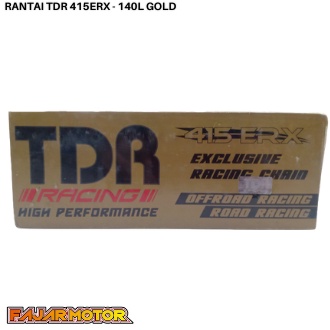 RANTAI TDR 415ERX - 140L GOLD
TDR
RACING
HIGH PERFORMANCE
415-ERX
EXCLUSIVE
RACING CHAIN
OFFROAD RACING
ROAD RACING
FAJARMOTOR